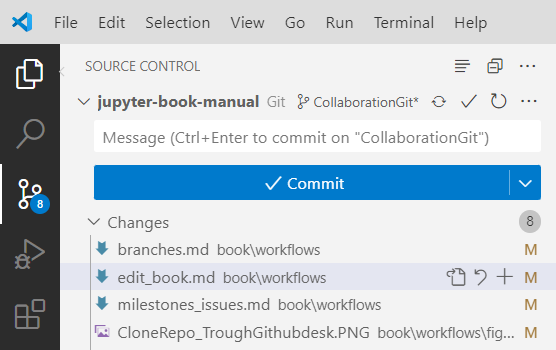 File Edit Selection View Go Run Terminal Help
SOURCE CONTROL
jupyter-book-manual Git CollaborationGit*
Message (Ctrl+Enter to commit on "CollaborationGit")
Commit
8
Changes 8
branches.md book\workflows M
edit_book.md book\workflows M
milestones_issues.md book\workflows M
CloneRepo_TroughGithubdesk.PNG book\workflows\fig... M